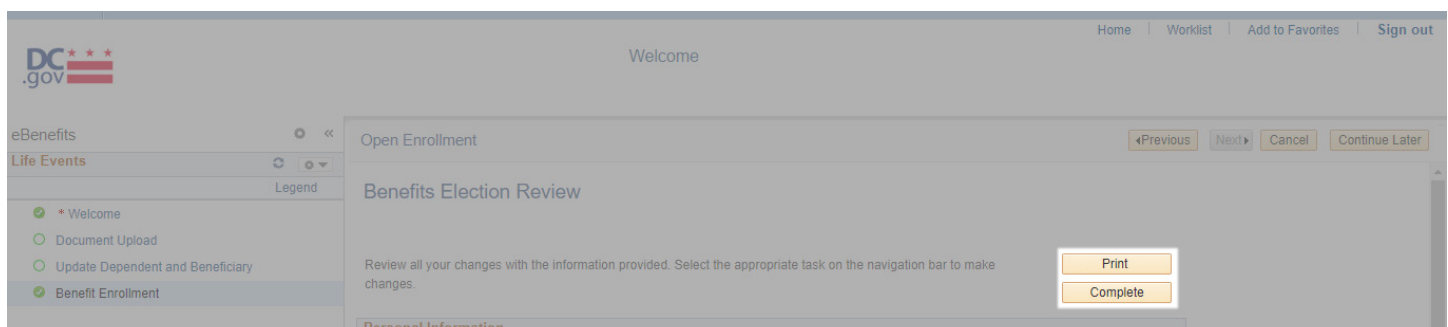 Home Worklist Add to Favorites Sign out
DC
.gov
Welcome
eBenefits
Open Enrollment
Previous Next Cancel Continue Later
Life Events
Legend
Benefits Election Review
* Welcome
Document Upload
Update Dependent and Beneficiary
Benefit Enrollment
Review all your changes with the information provided. Select the appropriate task on the navigation bar to make
changes.
Print
Complete
Personal Information